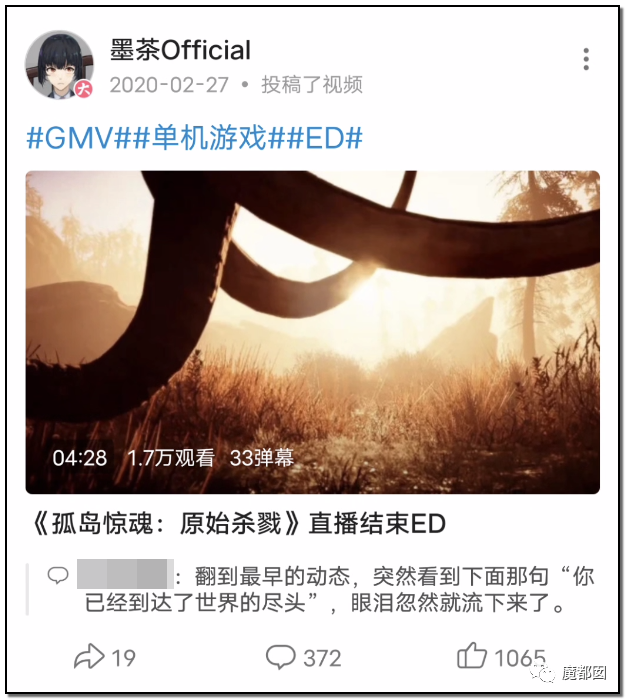 墨茶Official
大
2020-02-27 • 投稿了视频
#GMV##单机游戏##ED#
04:28 1.7万观看 33弹幕
《孤岛惊魂：原始杀戮》直播结束ED
：翻到最早的动态，突然看到下面那句“你
已经到达了世界的尽头”，眼泪忽然就流下来了。
19 372 1065
魔都囡